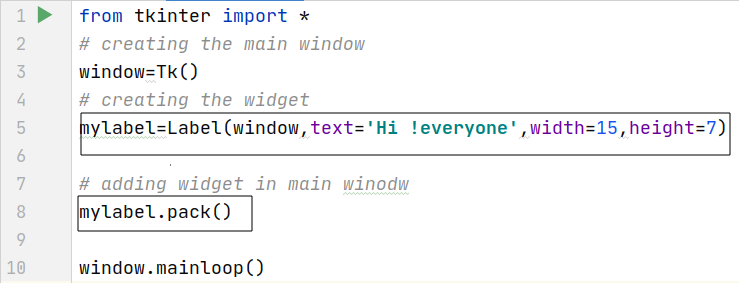 1 from tkinter import *
2 # creating the main window
3 window=Tk()
4 # creating the widget
5 mylabel=Label(window,text='Hi !everyone',width=15,height=7)
6
7 # adding widget in main winodw
8 mylabel.pack()
9
10 window.mainloop()